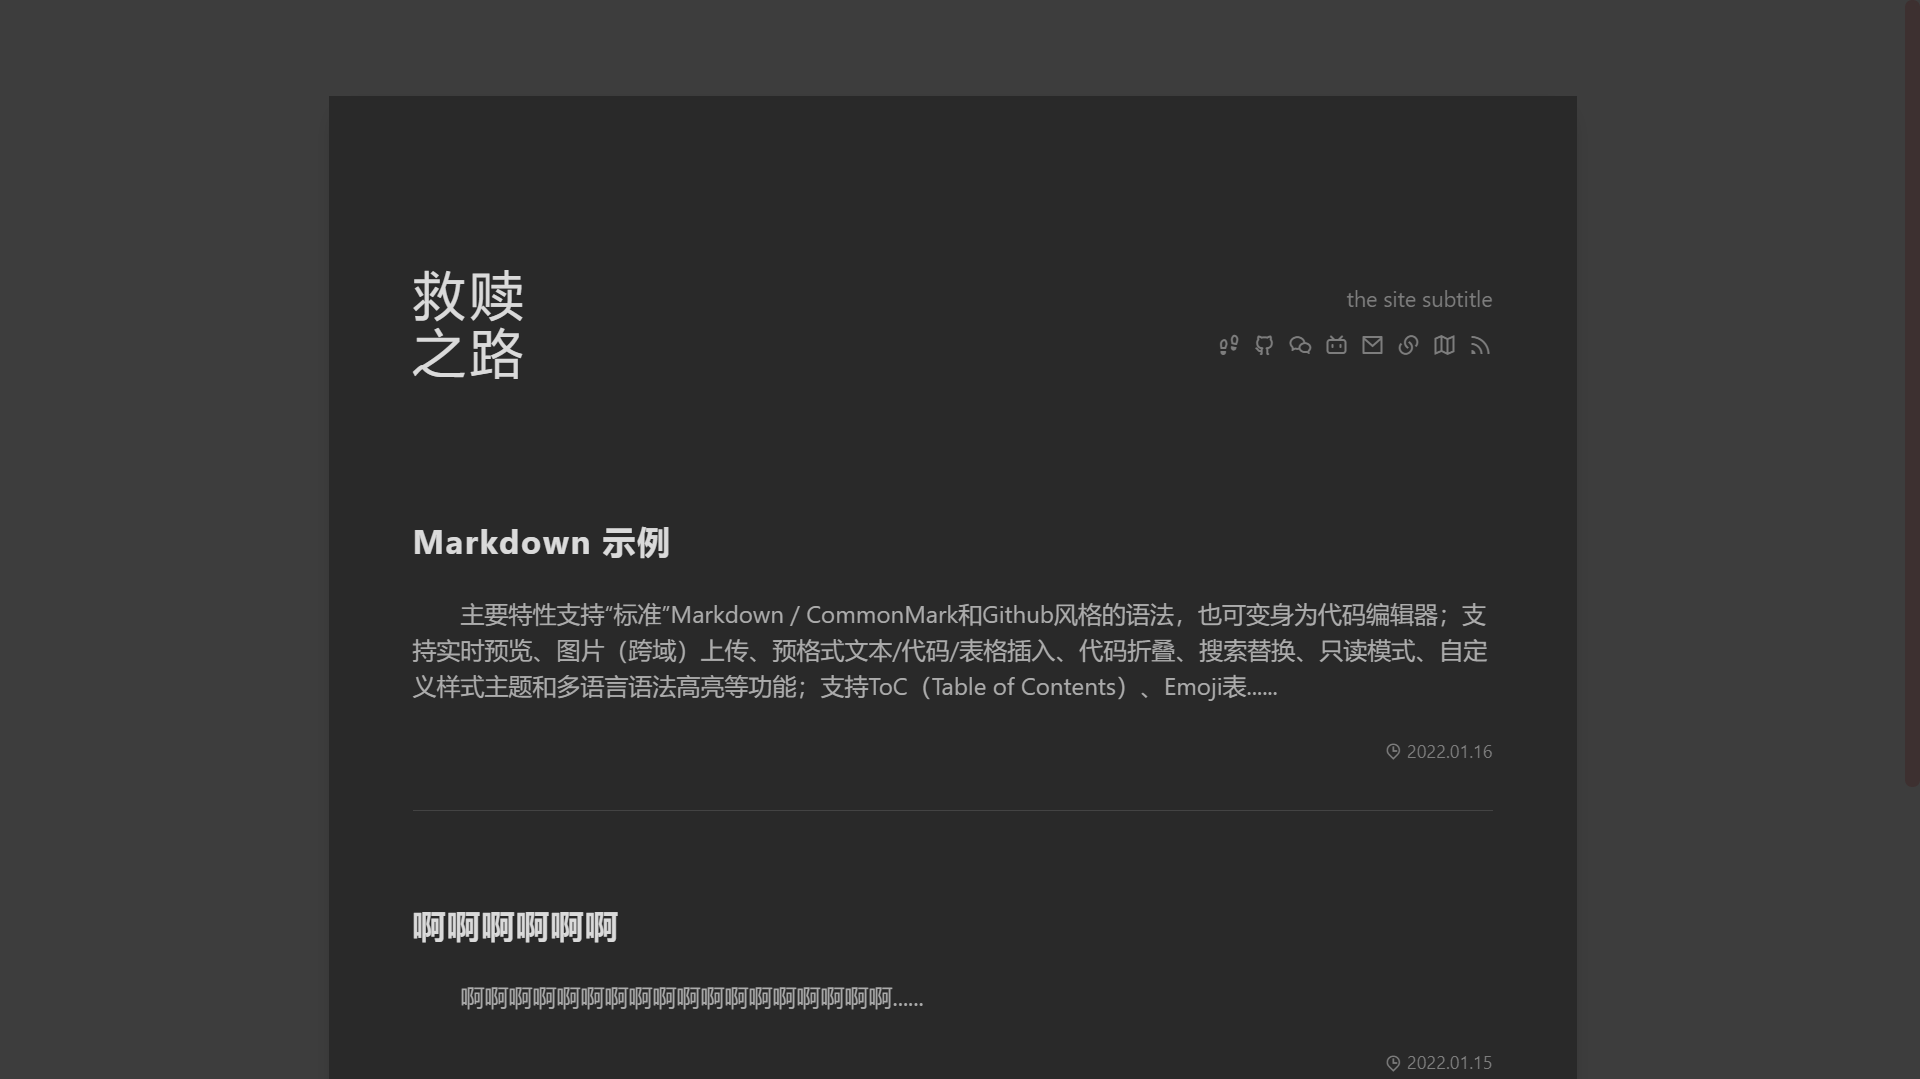 救赎
之路
the site subtitle
Markdown 示例
主要特性支持“标准”Markdown / CommonMark和Github风格的语法，也可变身为代码编辑器；支
持实时预览、图片（跨域）上传、预格式文本/代码/表格插入、代码折叠、搜索替换、只读模式、自定
义样式主题和多语言语法高亮等功能；支持ToC（Table of Contents）、Emoji表......
2022.01.16
啊啊啊啊啊啊
啊啊啊啊啊啊啊啊啊啊啊啊啊啊啊啊啊啊......
2022.01.15